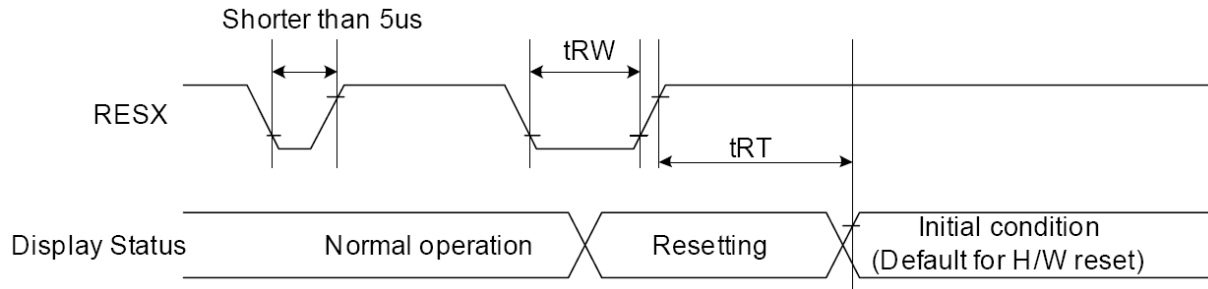 Shorter than 5us
tRW
RESX
tRT
Display Status
Normal operation
Resetting
Initial condition
(Default for H/W reset)